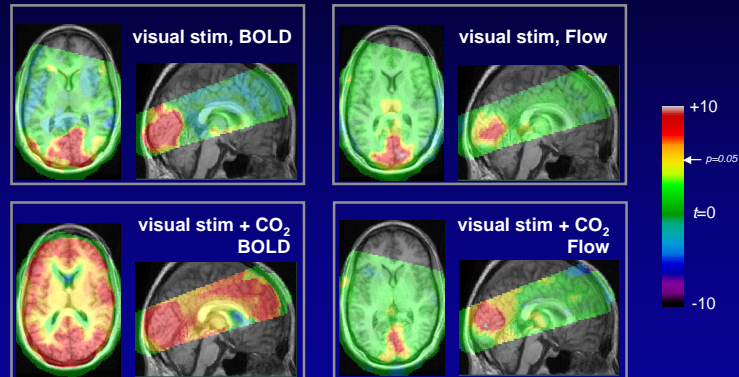 visual stim, BOLD
visual stim, Flow
+10
p=0.05
t=0
-10
visual stim + CO₂
BOLD
visual stim + CO₂
Flow